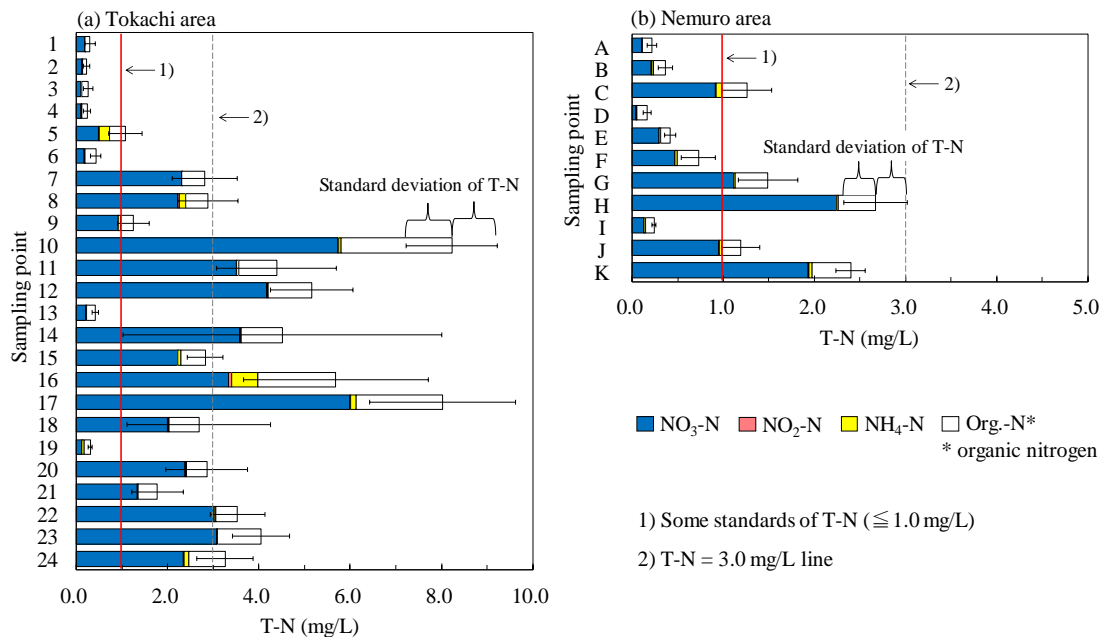 (a) Tokachi area
Sampling point
1
2
3
4
5
6
7
8
9
10
11
12
13
14
15
16
17
18
19
20
21
22
23
24
1)
2)
Standard deviation of T-N
0.0 2.0 4.0 6.0 8.0 10.0
T-N (mg/L)
(b) Nemuro area
Sampling point
A
B
C
D
E
F
G
H
I
J
K
1)
2)
Standard deviation of T-N
0.0 1.0 2.0 3.0 4.0 5.0
T-N (mg/L)
NO3-N NO2-N NH4-N Org.-N*
* organic nitrogen
1) Some standards of T-N (≦1.0 mg/L)
2) T-N = 3.0 mg/L line